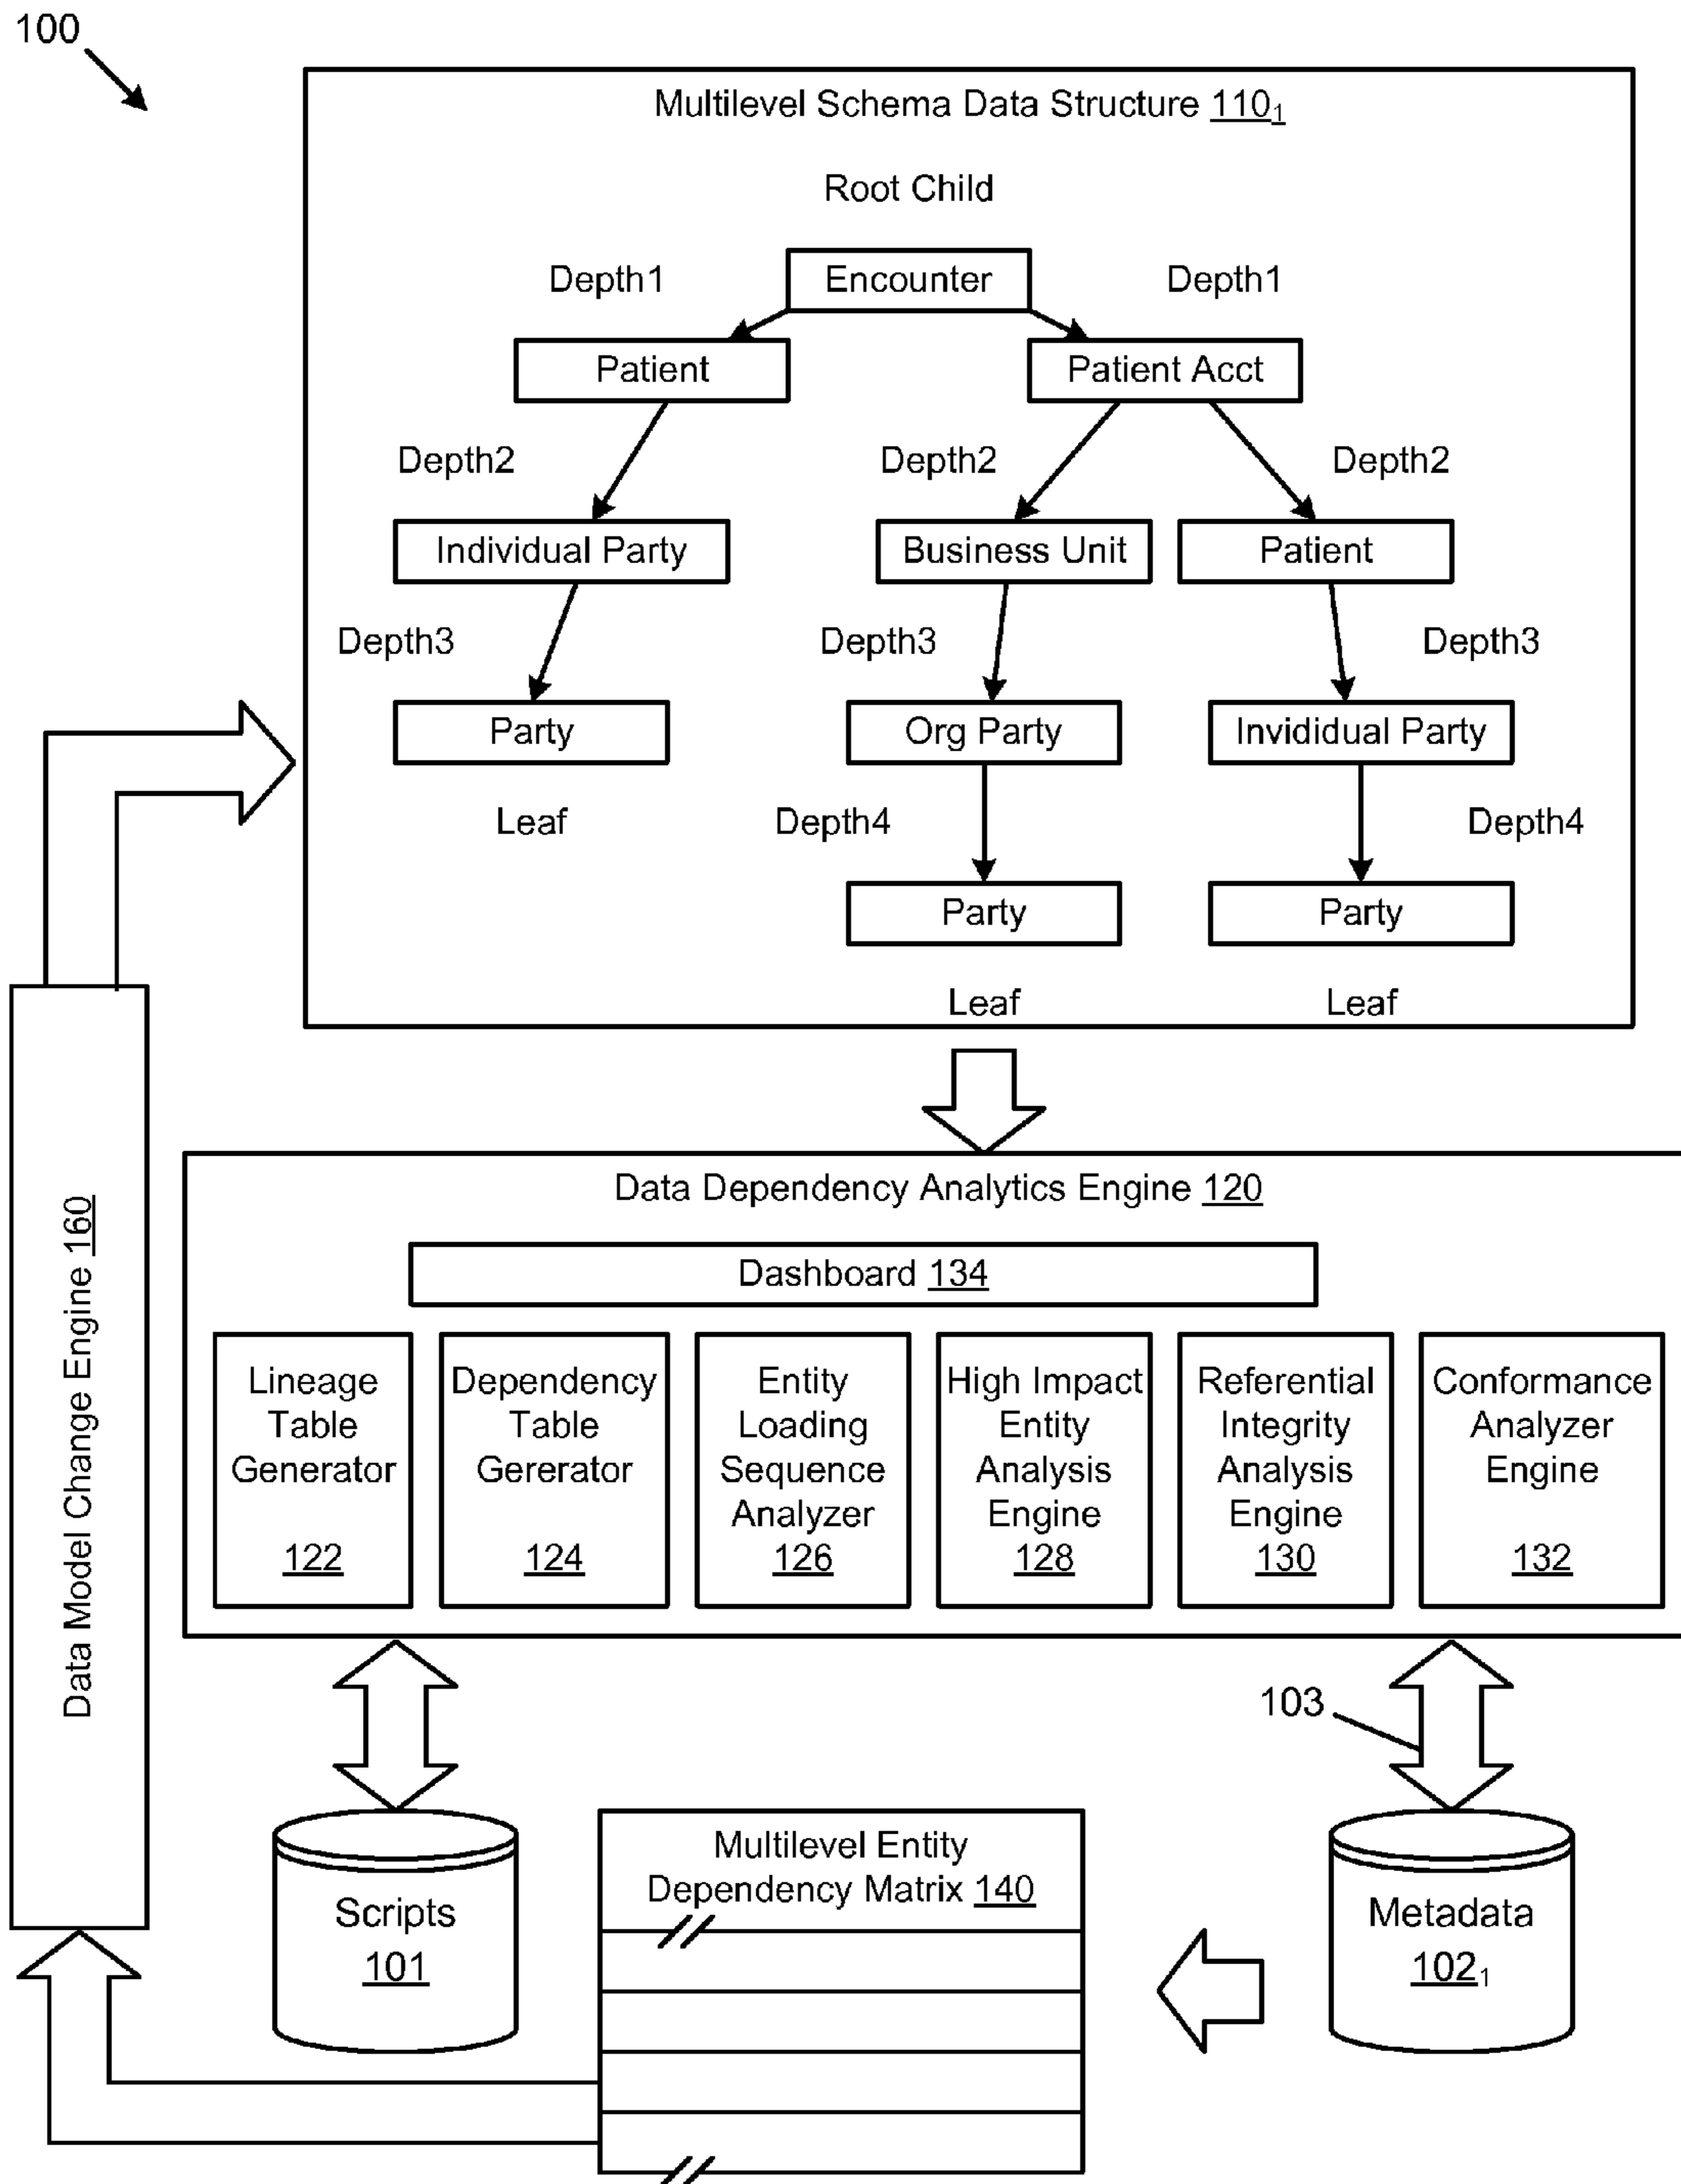 100
Multilevel Schema Data Structure 110₁
Root Child
Depth1
Encounter
Depth1
Patient
Patient Acct
Depth2
Depth2
Depth2
Individual Party
Business Unit
Patient
Depth3
Depth3
Depth3
Party
Org Party
Invididual Party
Leaf
Depth4
Depth4
Party
Party
Leaf
Leaf
Data Model Change Engine 160
Data Dependency Analytics Engine 120
Dashboard 134
Lineage
Table
Generator
122
Dependency
Table
Gererator
124
Entity
Loading
Sequence
Analyzer
126
High Impact
Entity
Analysis
Engine
128
Referential
Integrity
Analysis
Engine
130
Conformance
Analyzer
Engine
132
103
Scripts
101
Multilevel Entity
Dependency Matrix 140
Metadata
102₁